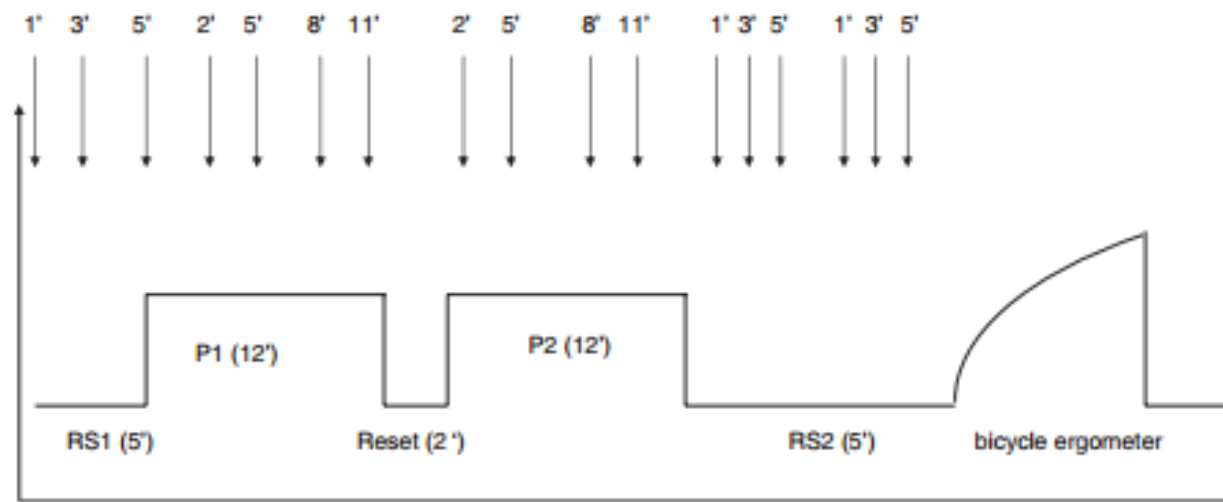 1' 3' 5' 2' 5' 8' 11' 2' 5' 8' 11' 1' 3' 5' 1' 3' 5'
P1 (12') P2 (12')
RS1 (5') Reset (2 ') RS2 (5') bicycle ergometer